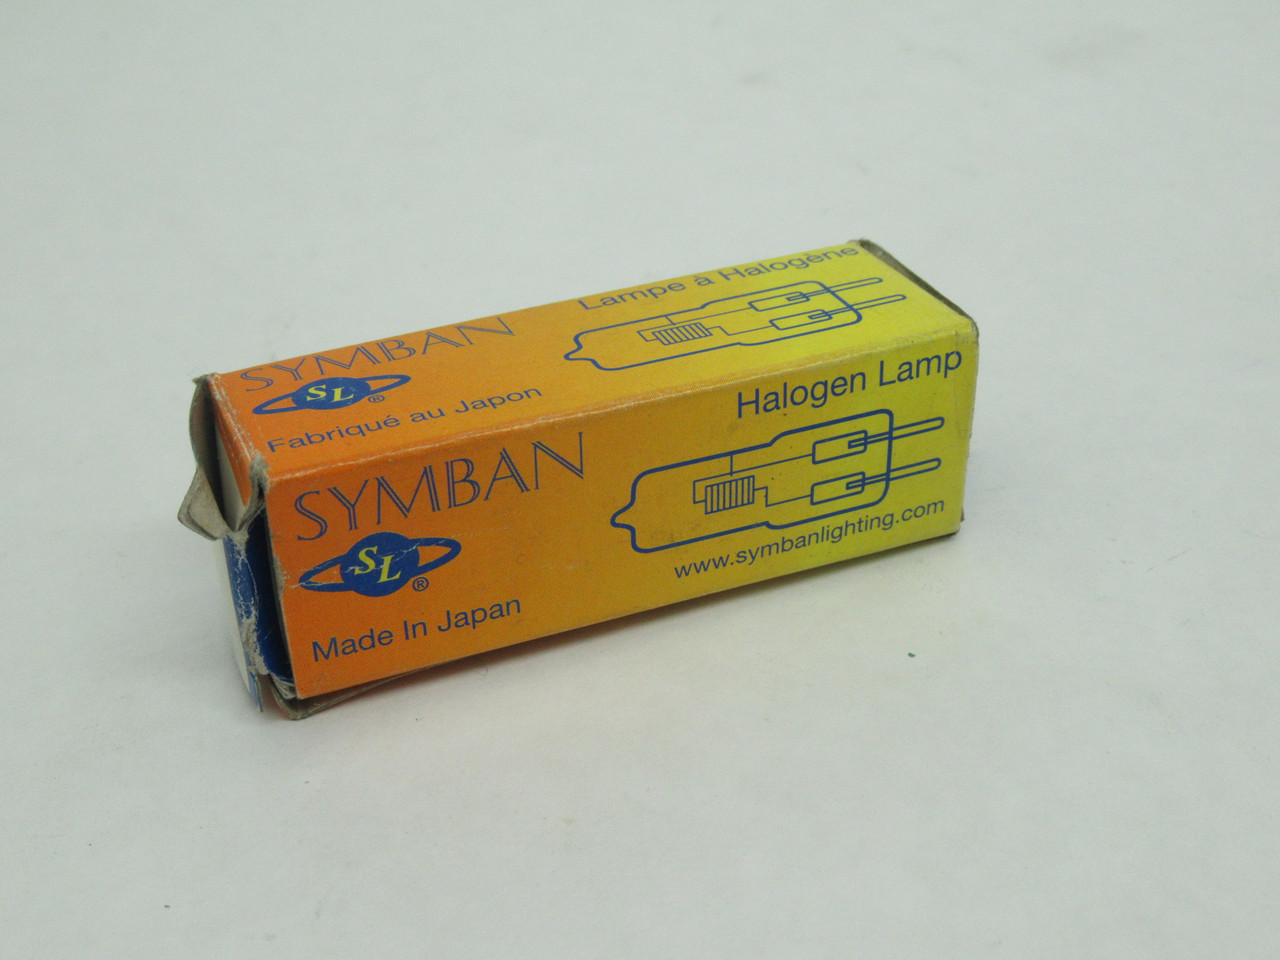 SYMBAN
SL®
Fabriqué au Japon
Lampe à Halogène
SYMBAN
SL®
Made In Japan
Halogen Lamp
www.symbanlighting.com